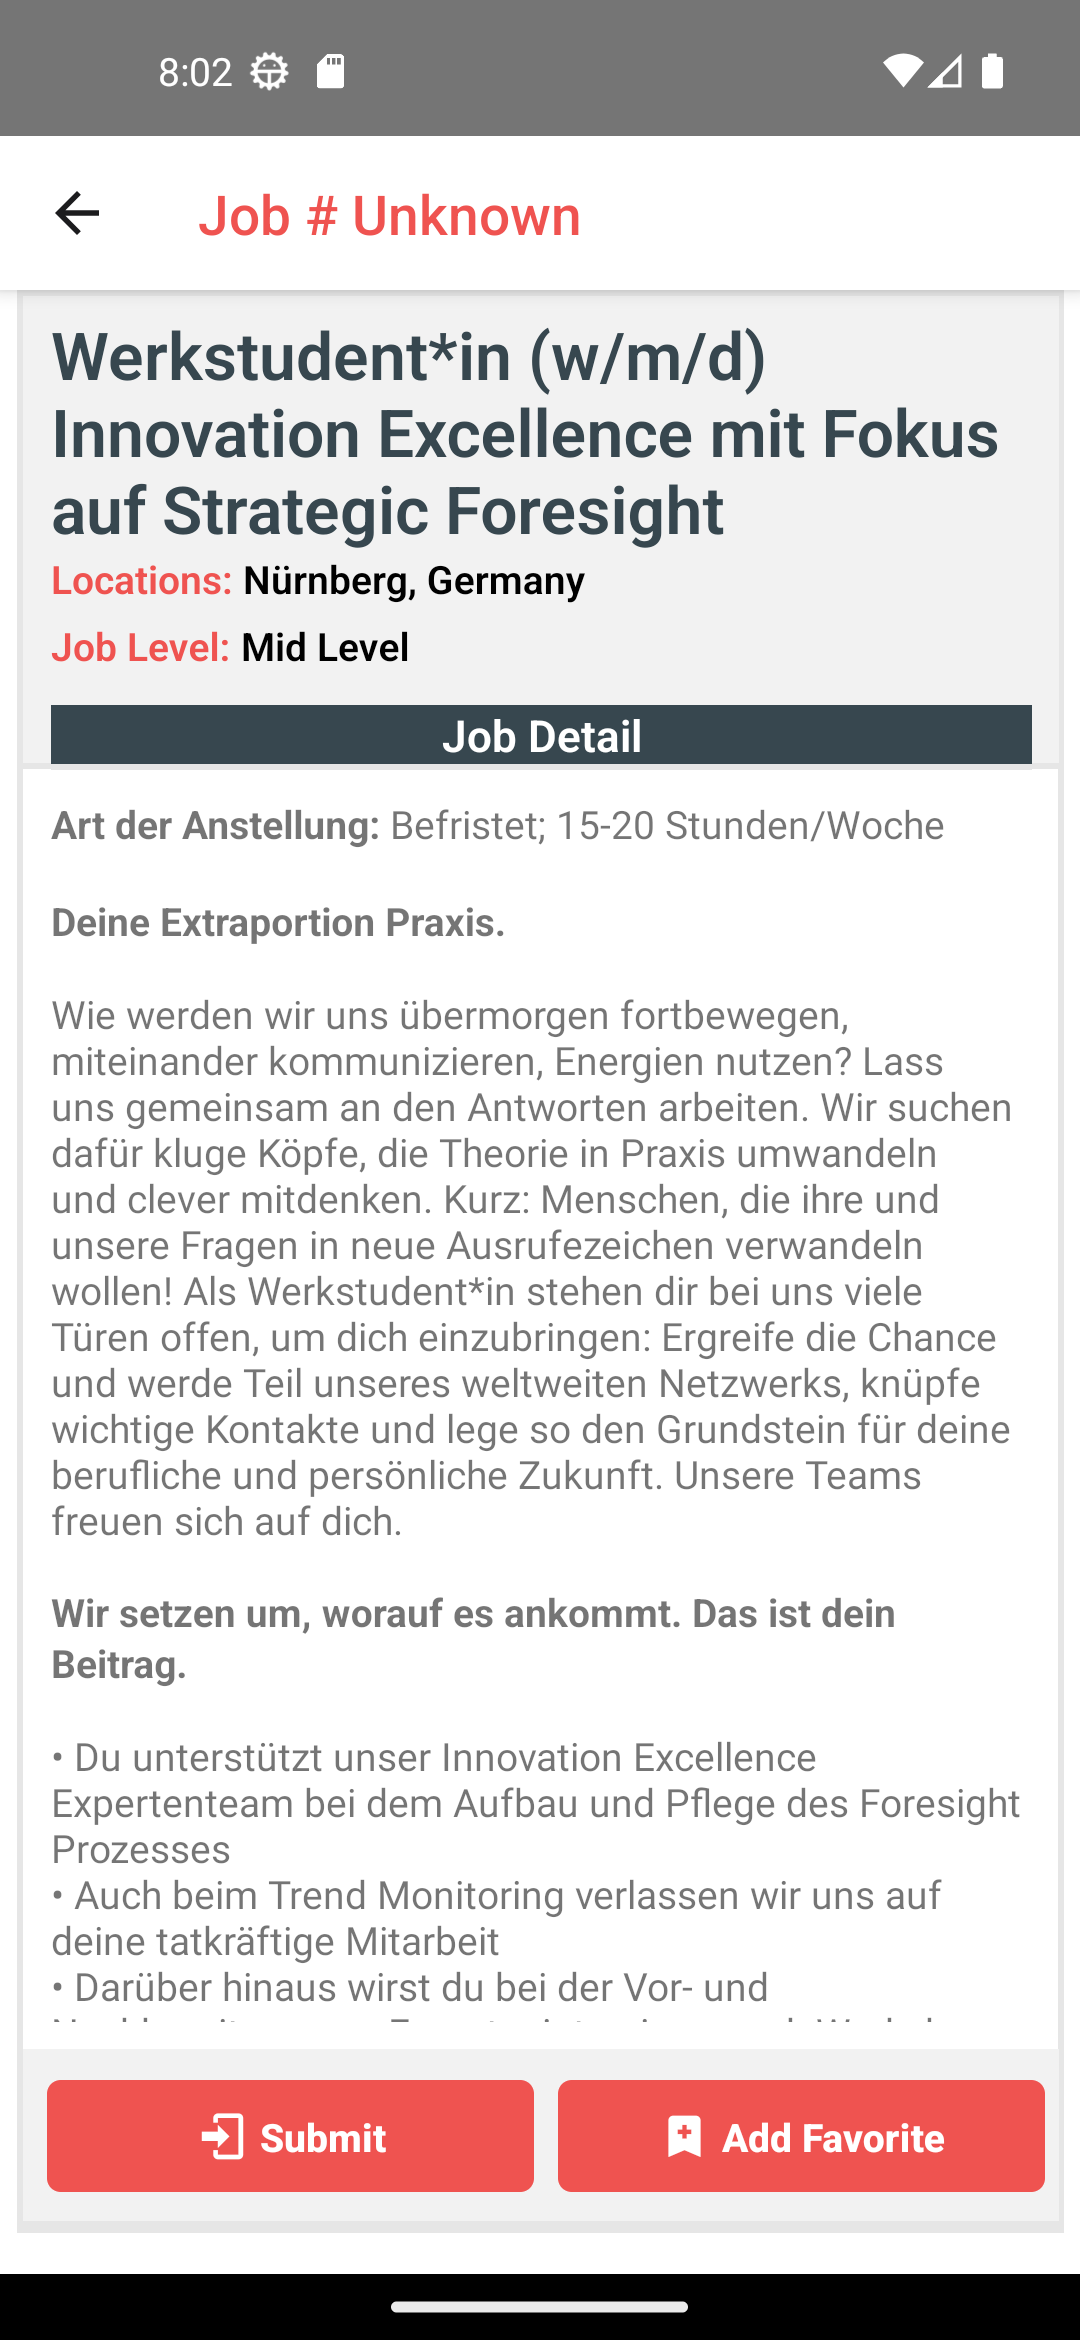 8:02
Job # Unknown
Werkstudent*in (w/m/d)
Innovation Excellence mit Fokus
auf Strategic Foresight
Locations: Nürnberg, Germany
Job Level: Mid Level
Job Detail
Art der Anstellung: Befristet; 15-20 Stunden/Woche
Deine Extraportion Praxis.
Wie werden wir uns übermorgen fortbewegen,
miteinander kommunizieren, Energien nutzen? Lass
uns gemeinsam an den Antworten arbeiten. Wir suchen
dafür kluge Köpfe, die Theorie in Praxis umwandeln
und clever mitdenken. Kurz: Menschen, die ihre und
unsere Fragen in neue Ausrufezeichen verwandeln
wollen! Als Werkstudent*in stehen dir bei uns viele
Türen offen, um dich einzubringen: Ergreife die Chance
und werde Teil unseres weltweiten Netzwerks, knüpfe
wichtige Kontakte und lege so den Grundstein für deine
berufliche und persönliche Zukunft. Unsere Teams
freuen sich auf dich.
Wir setzen um, worauf es ankommt. Das ist dein
Beitrag.
• Du unterstützt unser Innovation Excellence
Expertenteam bei dem Aufbau und Pflege des Foresight
Prozesses
• Auch beim Trend Monitoring verlassen wir uns auf
deine tatkräftige Mitarbeit
• Darüber hinaus wirst du bei der Vor- und
Submit
Add Favorite